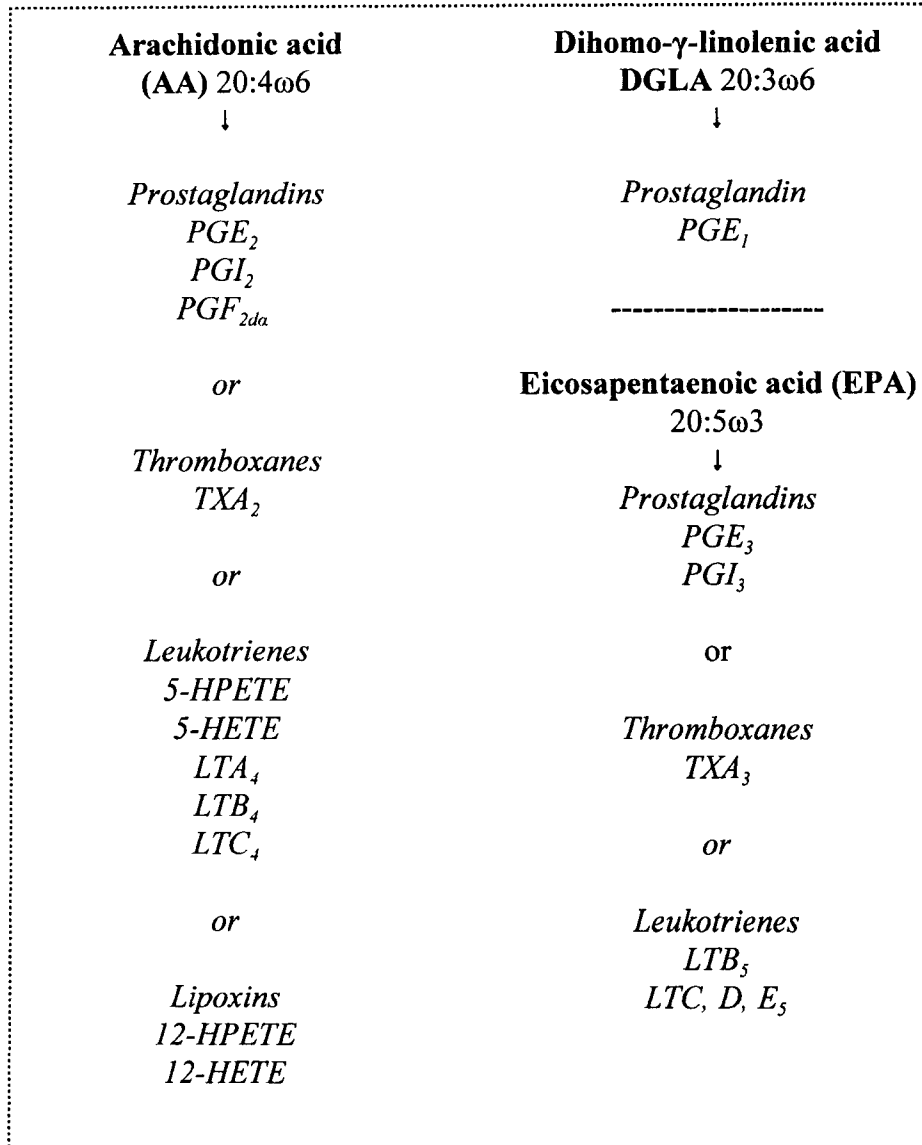 Arachidonic acid
(AA) 20:4ω6
↓
Prostaglandins
PGE₂
PGI₂
PGF₂dα
or
Thromboxanes
TXA₂
or
Leukotrienes
5-HPETE
5-HETE
LTA₄
LTB₄
LTC₄
or
Lipoxins
12-HPETE
12-HETE
Dihomo-γ-linolenic acid
DGLA 20:3ω6
↓
Prostaglandin
PGE₁
--------------------
Eicosapentaenoic acid (EPA)
20:5ω3
↓
Prostaglandins
PGE₃
PGI₃
or
Thromboxanes
TXA₃
or
Leukotrienes
LTB₅
LTC, D, E₅